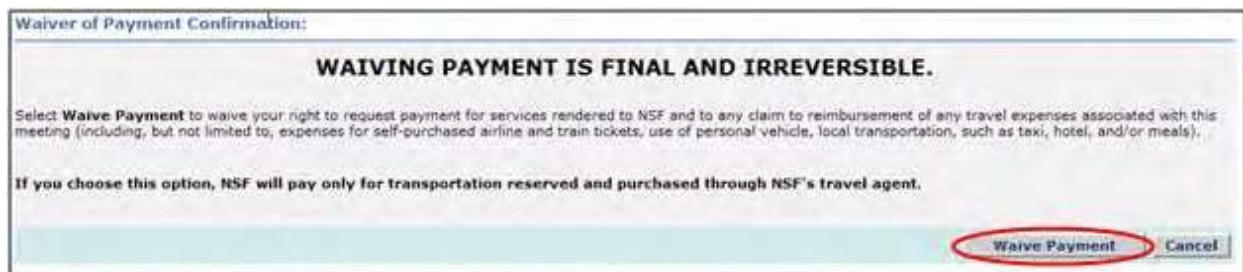 Waiver of Payment Confirmation:
WAIVING PAYMENT IS FINAL AND IRREVERSIBLE.
Select Waive Payment to waive your right to request payment for services rendered to NSF and to any claim to reimbursement of any travel expenses associated with this
meeting (including, but not limited to, expenses for self-purchased airline and train tickets, use of personal vehicle, local transportation, such as taxi, hotel, and/or meals).
If you choose this option, NSF will pay only for transportation reserved and purchased through NSF's travel agent.
Waive Payment Cancel